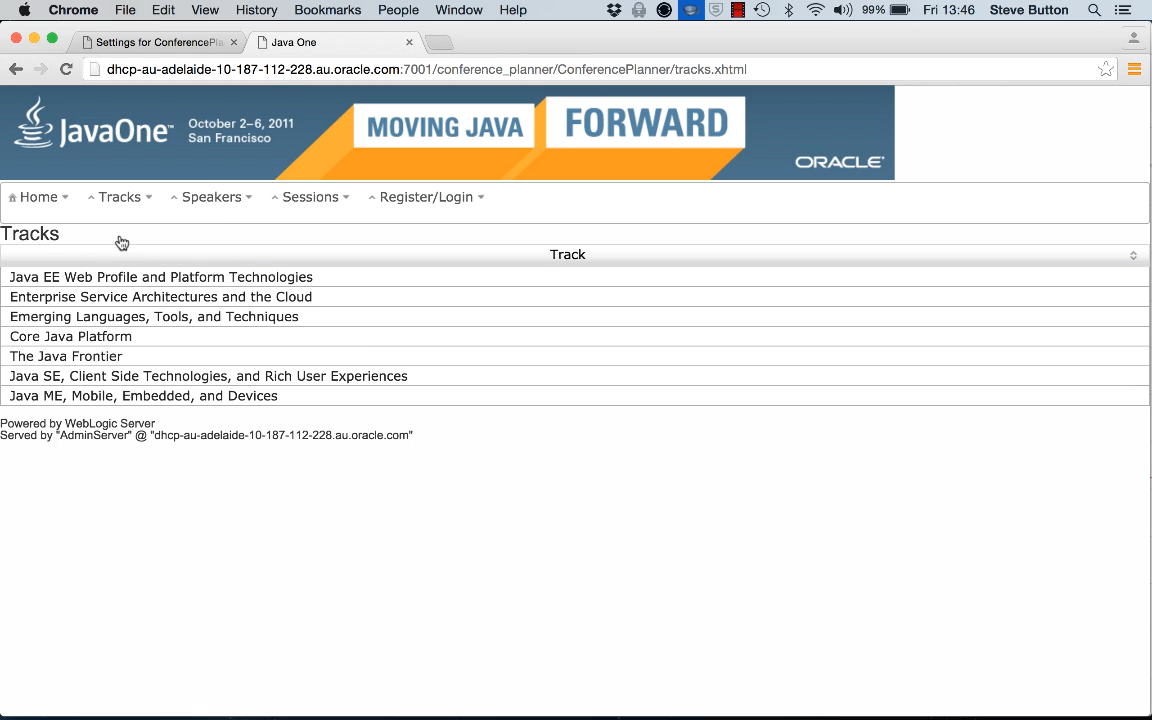 Chrome File Edit View History Bookmarks People Window Help 99% Fri 13:46 Steve Button
Settings for ConferencePla Java One
dhcp-au-adelaide-10-187-112-228.au.oracle.com:7001/conference_planner/ConferencePlanner/tracks.xhtml
JavaOne™ October 2–6, 2011
San Francisco
MOVING JAVA FORWARD
ORACLE®
Home Tracks Speakers Sessions Register/Login
Tracks
Track
Java EE Web Profile and Platform Technologies
Enterprise Service Architectures and the Cloud
Emerging Languages, Tools, and Techniques
Core Java Platform
The Java Frontier
Java SE, Client Side Technologies, and Rich User Experiences
Java ME, Mobile, Embedded, and Devices
Powered by WebLogic Server
Served by "AdminServer" @ "dhcp-au-adelaide-10-187-112-228.au.oracle.com"